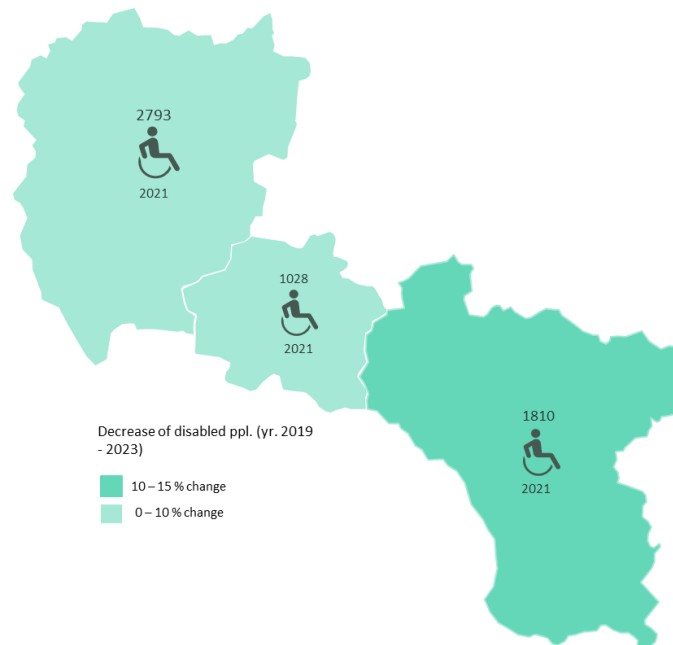 2793
2021
1028
2021
1810
2021
Decrease of disabled ppl. (yr. 2019
- 2023)
10 – 15 % change
0 – 10 % change